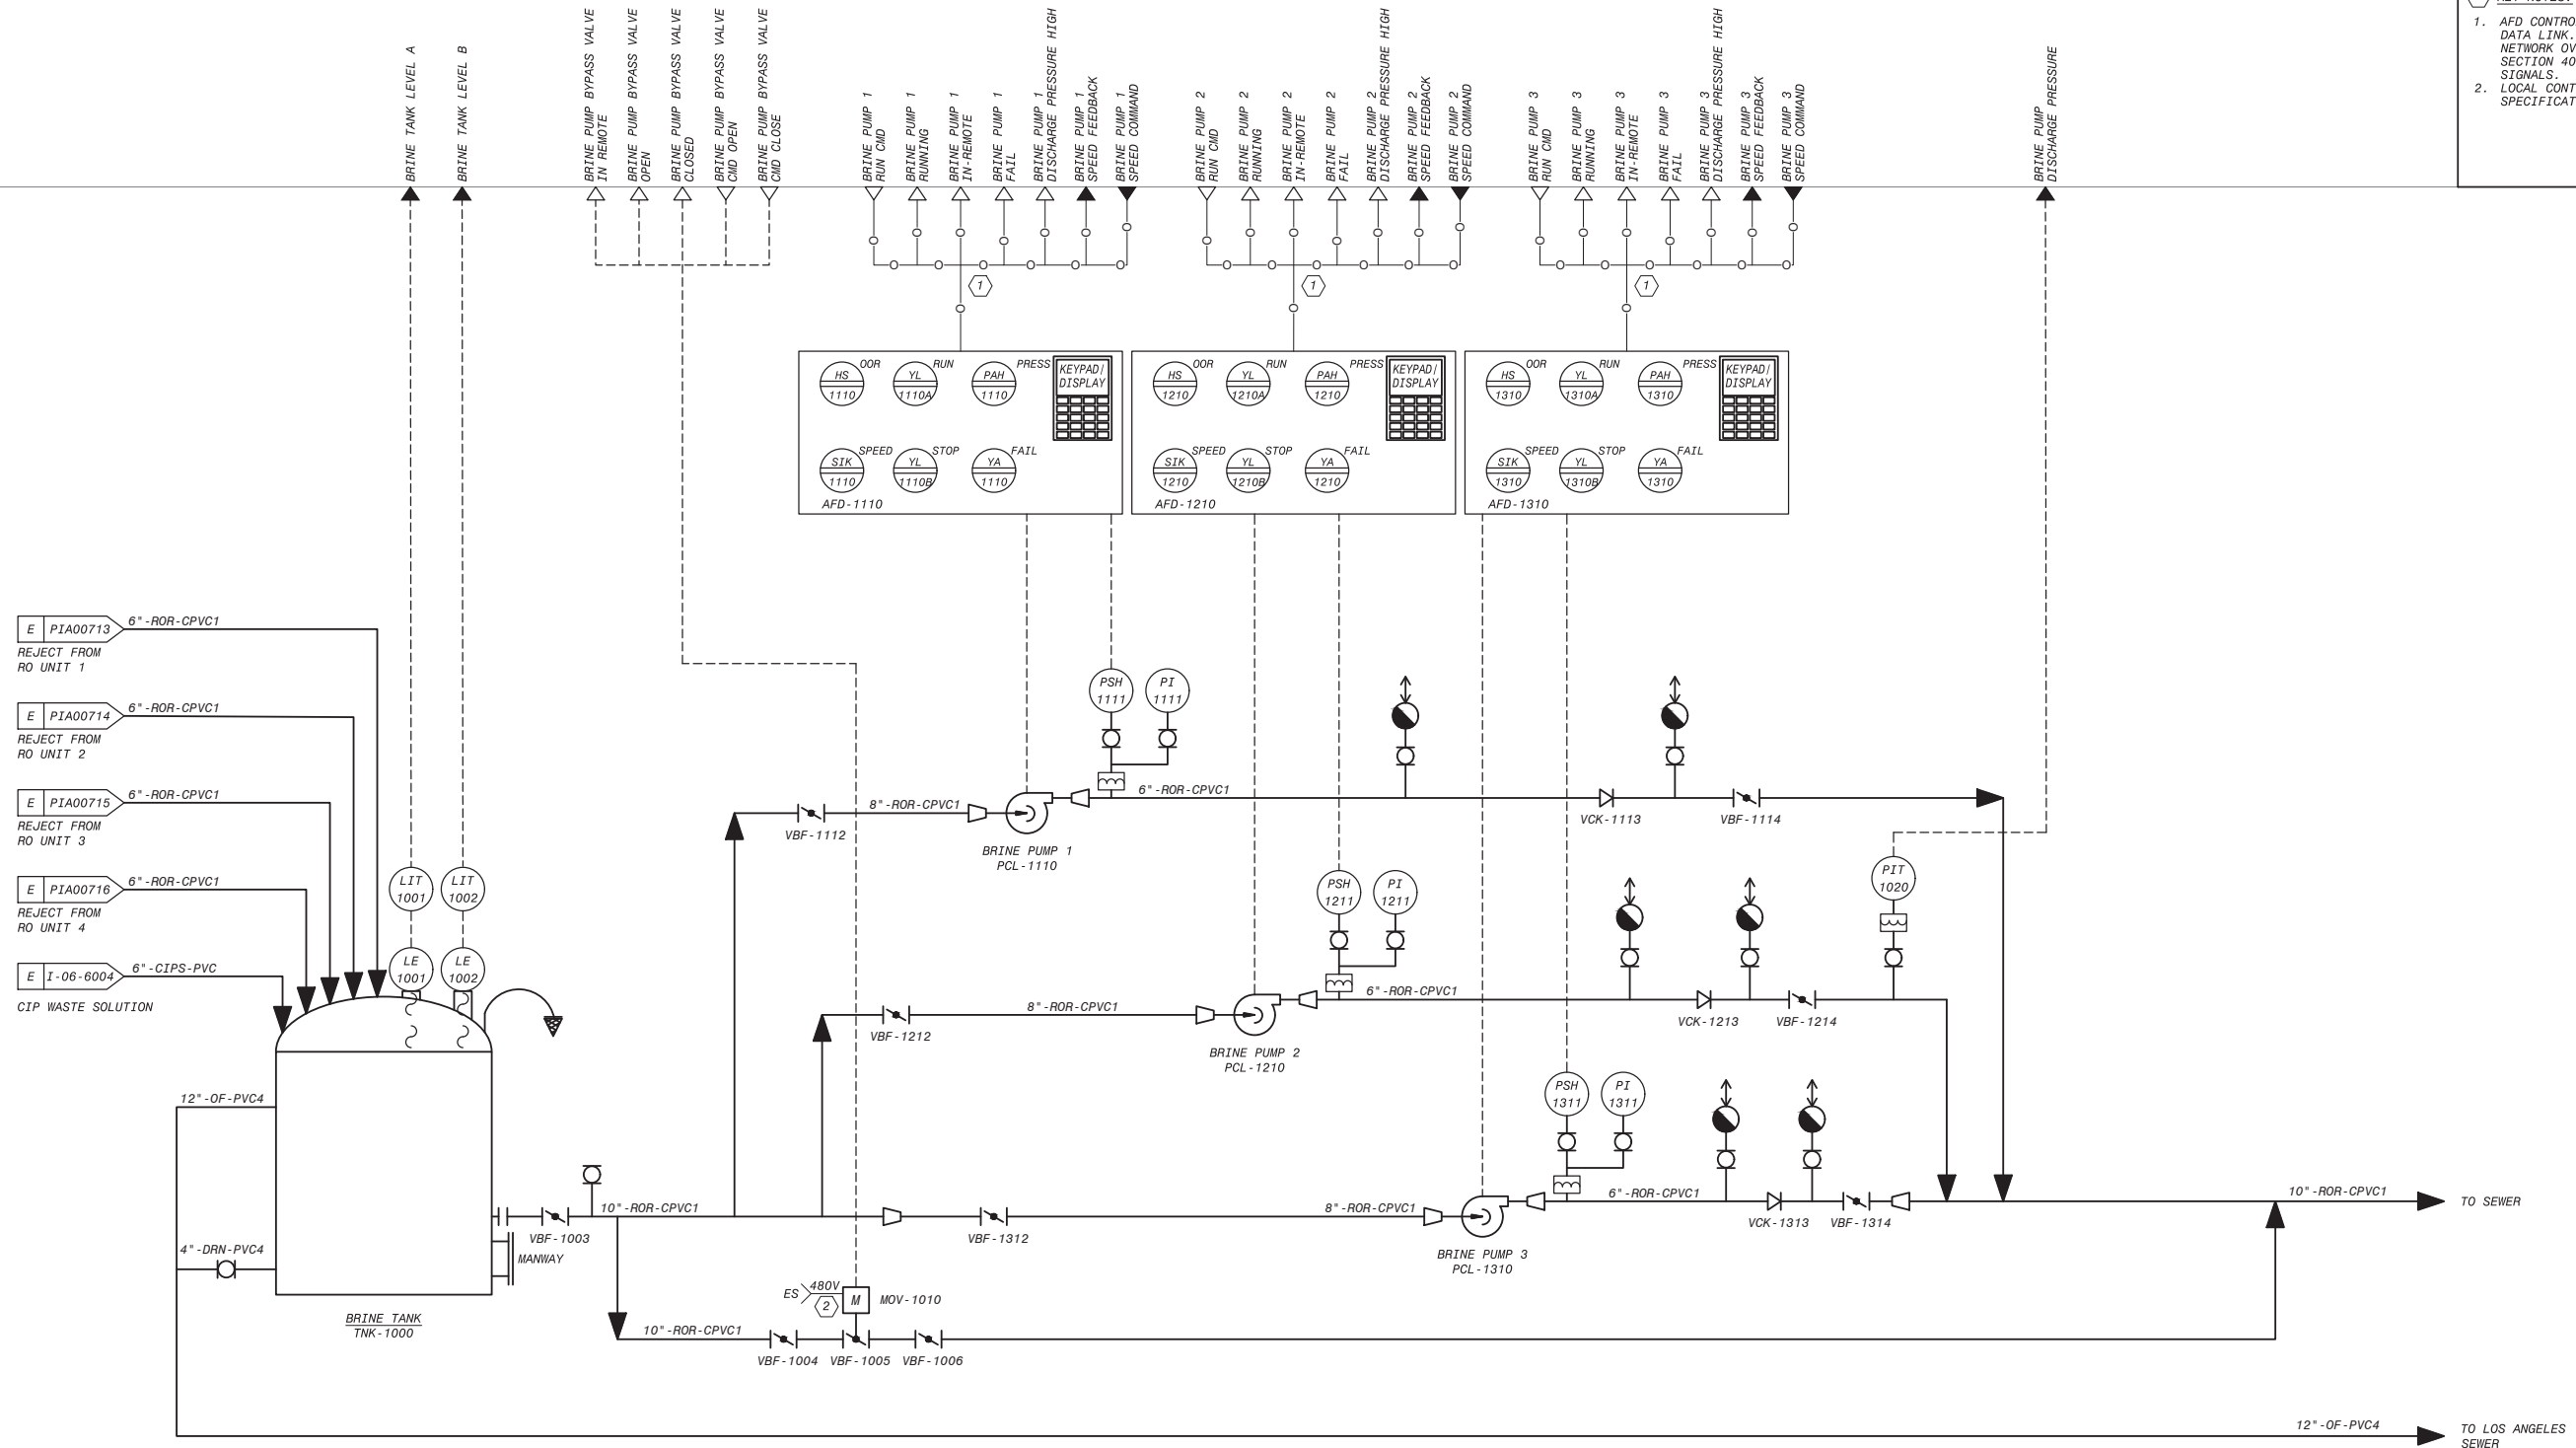 1. AFD CONTRO
DATA LINK.
NETWORK OV
SECTION 40
SIGNALS.
2. LOCAL CONT
SPECIFICAT
BRINE TANK LEVEL A
BRINE TANK LEVEL B
BRINE PUMP BYPASS VALVE
IN REMOTE
BRINE PUMP BYPASS VALVE
OPEN
BRINE PUMP BYPASS VALVE
CLOSED
BRINE PUMP BYPASS VALVE
CMD OPEN
BRINE PUMP BYPASS VALVE
CMD CLOSE
BRINE PUMP 1
RUN CMD
BRINE PUMP 1
RUNNING
BRINE PUMP 1
IN-REMOTE
BRINE PUMP 1
FAIL
BRINE PUMP 1
DISCHARGE PRESSURE HIGH
BRINE PUMP 1
SPEED FEEDBACK
BRINE PUMP 1
SPEED COMMAND
BRINE PUMP 2
RUN CMD
BRINE PUMP 2
RUNNING
BRINE PUMP 2
IN-REMOTE
BRINE PUMP 2
FAIL
BRINE PUMP 2
DISCHARGE PRESSURE HIGH
BRINE PUMP 2
SPEED FEEDBACK
BRINE PUMP 2
SPEED COMMAND
BRINE PUMP 3
RUN CMD
BRINE PUMP 3
RUNNING
BRINE PUMP 3
IN-REMOTE
BRINE PUMP 3
FAIL
BRINE PUMP 3
DISCHARGE PRESSURE HIGH
BRINE PUMP 3
SPEED FEEDBACK
BRINE PUMP 3
SPEED COMMAND
BRINE PUMP
DISCHARGE PRESSURE
1
1
1
HS
1110
OOR
YL
1110A
RUN
PAH
1110
PRESS
KEYPAD/
DISPLAY
SIK
1110
SPEED
YL
1110B
STOP
YA
1110
FAIL
AFD-1110
HS
1210
OOR
YL
1210A
RUN
PAH
1210
PRESS
KEYPAD/
DISPLAY
SIK
1210
SPEED
YL
1210B
STOP
YA
1210
FAIL
AFD-1210
HS
1310
OOR
YL
1310A
RUN
PAH
1310
PRESS
KEYPAD/
DISPLAY
SIK
1310
SPEED
YL
1310B
STOP
YA
1310
FAIL
AFD-1310
E PIA00713
6"-ROR-CPVC1
REJECT FROM
RO UNIT 1
E PIA00714
6"-ROR-CPVC1
REJECT FROM
RO UNIT 2
E PIA00715
6"-ROR-CPVC1
REJECT FROM
RO UNIT 3
E PIA00716
6"-ROR-CPVC1
REJECT FROM
RO UNIT 4
E I-06-6004
6"-CIPS-PVC
CIP WASTE SOLUTION
LIT
1001
LIT
1002
LE
1001
LE
1002
PSH
1111
PI
1111
8"-ROR-CPVC1
6"-ROR-CPVC1
VBF-1112
VCK-1113
VBF-1114
BRINE PUMP 1
PCL-1110
PSH
1211
PI
1211
PIT
1020
8"-ROR-CPVC1
6"-ROR-CPVC1
VBF-1212
VCK-1213
VBF-1214
BRINE PUMP 2
PCL-1210
PSH
1311
PI
1311
12"-OF-PVC4
4"-DRN-PVC4
10"-ROR-CPVC1
8"-ROR-CPVC1
6"-ROR-CPVC1
10"-ROR-CPVC1
TO SEWER
VBF-1003
MANWAY
VBF-1312
VCK-1313
VBF-1314
BRINE PUMP 3
PCL-1310
ES
480V
2
M
MOV-1010
BRINE TANK
TNK-1000
10"-ROR-CPVC1
VBF-1004
VBF-1005
VBF-1006
12"-OF-PVC4
TO LOS ANGELES
SEWER